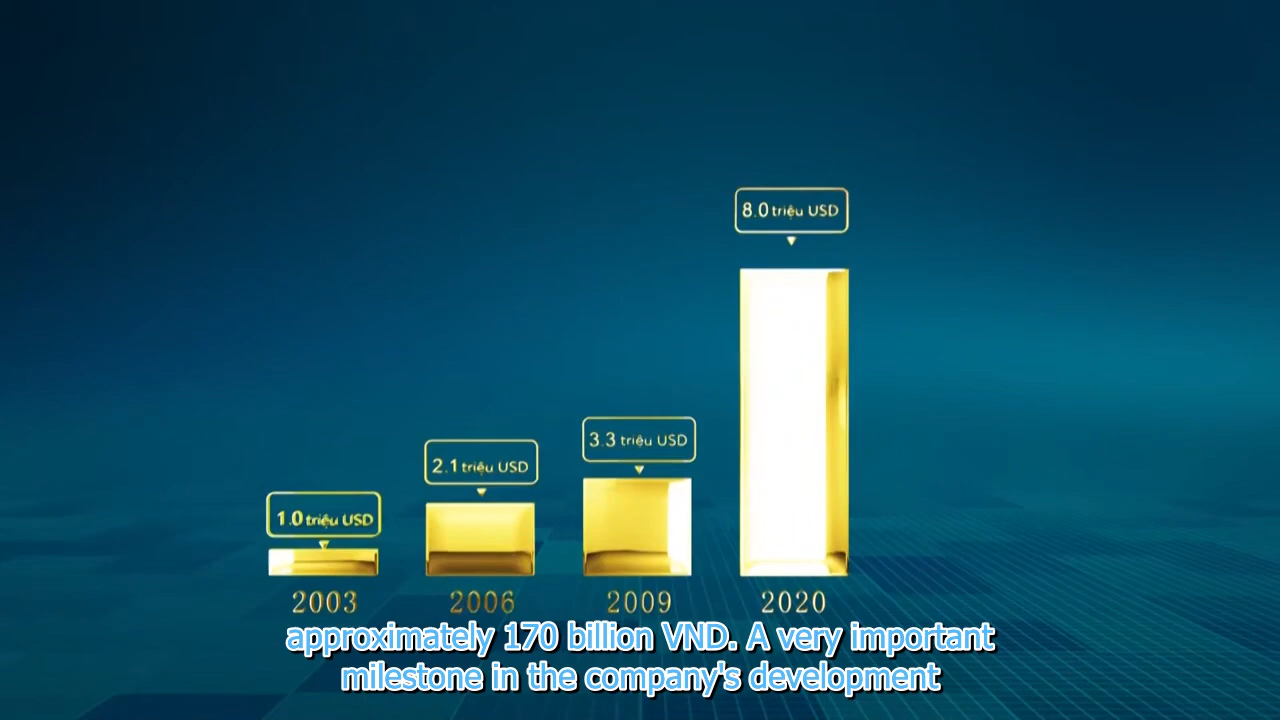 8.0 triệu USD
3.3 triệu USD
2.1 triệu USD
1.0 triệu USD
2003 2006 2009 2020
approximately 170 billion VND. A very important
milestone in the company's development